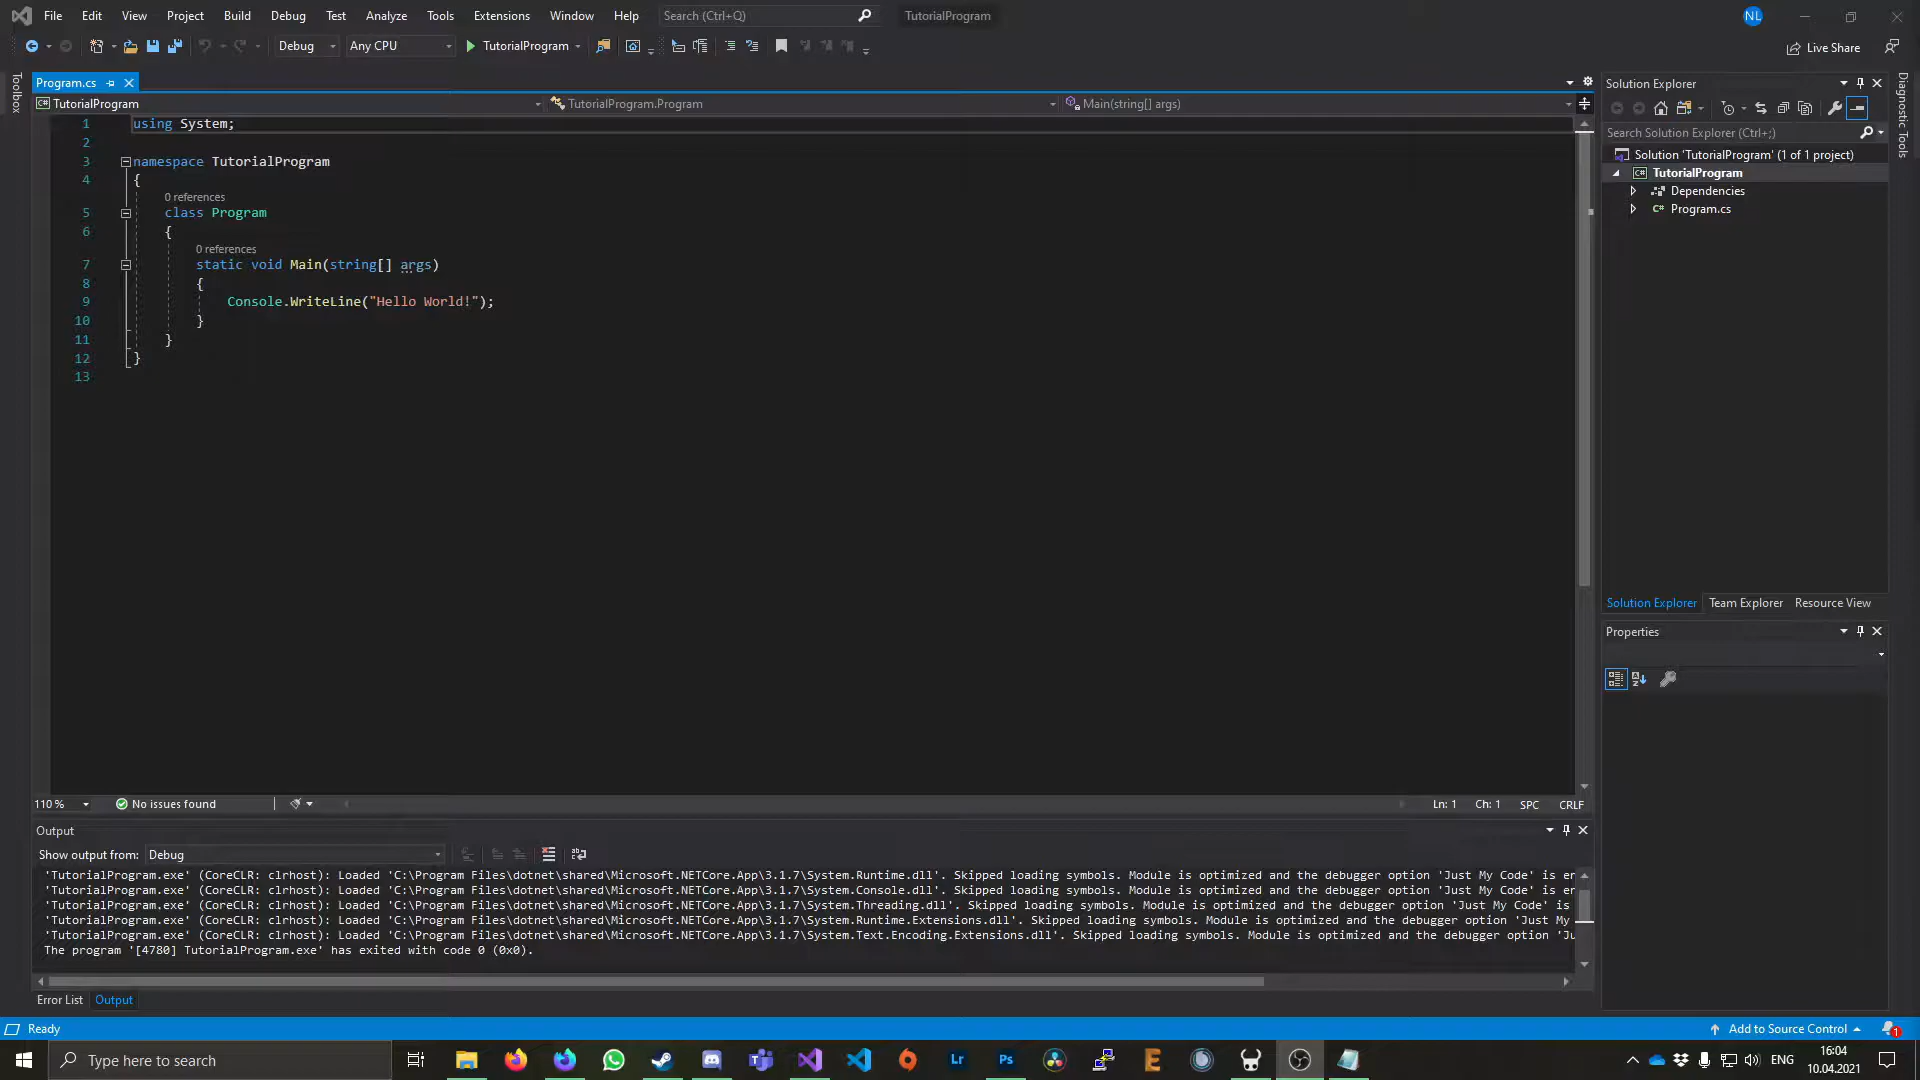 File Edit View Project Build Debug Test Analyze Tools Extensions Window Help Search (Ctrl+Q) TutorialProgram NL
Debug Any CPU TutorialProgram Live Share
Toolbox
Program.cs
TutorialProgram TutorialProgram.Program Main(string[] args)
1 using System;
2
3 namespace TutorialProgram
4 {
0 references
5 class Program
6 {
0 references
7 static void Main(string[] args)
8 {
9 Console.WriteLine("Hello World!");
10 }
11 }
12 }
13
110 % No issues found Ln: 1 Ch: 1 SPC CRLF
Solution Explorer
Search Solution Explorer (Ctrl+;)
Solution 'TutorialProgram' (1 of 1 project)
TutorialProgram
Dependencies
C# Program.cs
Solution Explorer Team Explorer Resource View
Properties
Diagnostic Tools
Output
Show output from: Debug
'TutorialProgram.exe' (CoreCLR: clrhost): Loaded 'C:\Program Files\dotnet\shared\Microsoft.NETCore.App\3.1.7\System.Runtime.dll'. Skipped loading symbols. Module is optimized and the debugger option 'Just My Code' is er
'TutorialProgram.exe' (CoreCLR: clrhost): Loaded 'C:\Program Files\dotnet\shared\Microsoft.NETCore.App\3.1.7\System.Console.dll'. Skipped loading symbols. Module is optimized and the debugger option 'Just My Code' is er
'TutorialProgram.exe' (CoreCLR: clrhost): Loaded 'C:\Program Files\dotnet\shared\Microsoft.NETCore.App\3.1.7\System.Threading.dll'. Skipped loading symbols. Module is optimized and the debugger option 'Just My Code' is
'TutorialProgram.exe' (CoreCLR: clrhost): Loaded 'C:\Program Files\dotnet\shared\Microsoft.NETCore.App\3.1.7\System.Runtime.Extensions.dll'. Skipped loading symbols. Module is optimized and the debugger option 'Just My
'TutorialProgram.exe' (CoreCLR: clrhost): Loaded 'C:\Program Files\dotnet\shared\Microsoft.NETCore.App\3.1.7\System.Text.Encoding.Extensions.dll'. Skipped loading symbols. Module is optimized and the debugger option 'Ju
The program '[4780] TutorialProgram.exe' has exited with code 0 (0x0).
Error List Output
Ready Add to Source Control 1
Type here to search Lr Ps ENG 16:04
10.04.2021